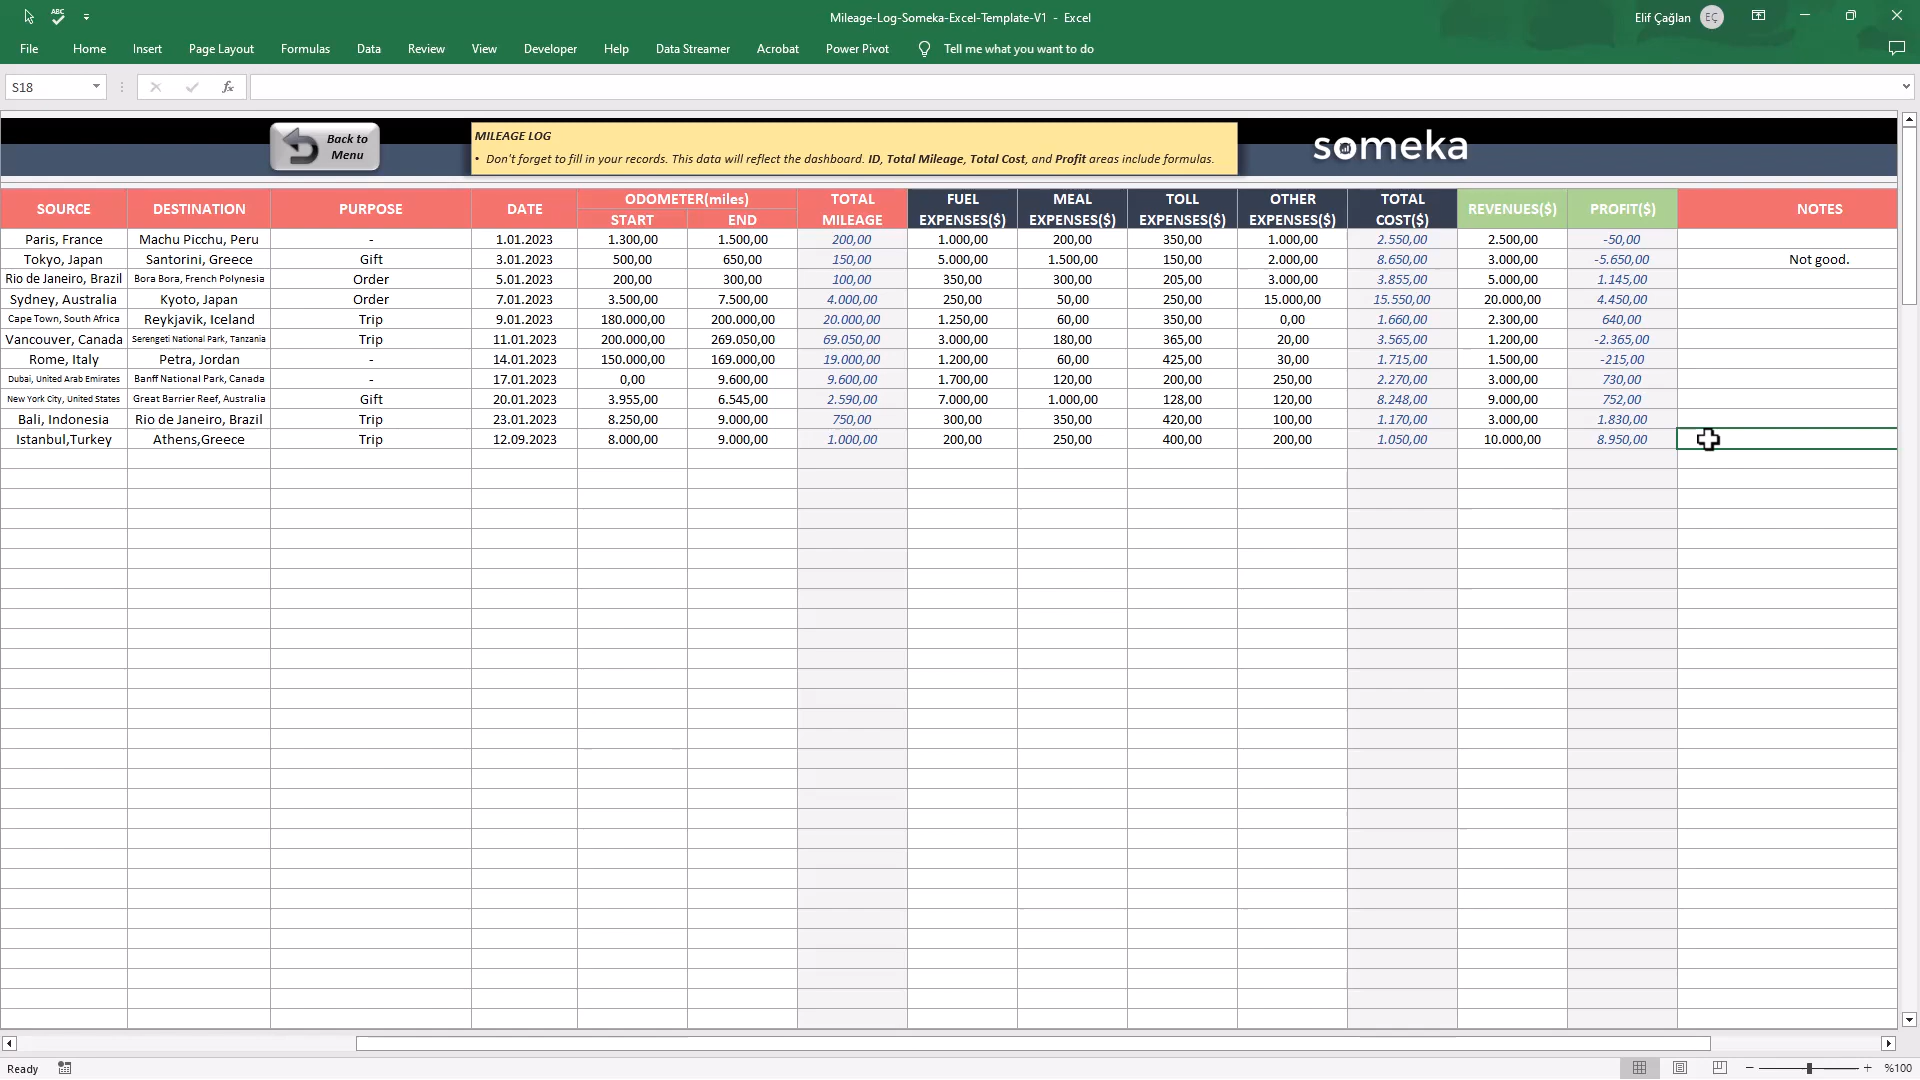 ABC
Mileage-Log-Someka-Excel-Template-V1 - Excel
Elif Çağlan EÇ
File Home Insert Page Layout Formulas Data Review View Developer Help Data Streamer Acrobat Power Pivot Tell me what you want to do
S18 fx
Back to
Menu
MILEAGE LOG
• Don't forget to fill in your records. This data will reflect the dashboard. ID, Total Mileage, Total Cost, and Profit areas include formulas.
someka
SOURCE DESTINATION PURPOSE DATE ODOMETER(miles) START END TOTAL MILEAGE FUEL EXPENSES($) MEAL EXPENSES($) TOLL EXPENSES($) OTHER EXPENSES($) TOTAL COST($) REVENUES($) PROFIT($) NOTES
Paris, France Machu Picchu, Peru - 1.01.2023 1.300,00 1.500,00 200,00 1.000,00 200,00 350,00 1.000,00 2.550,00 2.500,00 -50,00
Tokyo, Japan Santorini, Greece Gift 3.01.2023 500,00 650,00 150,00 5.000,00 1.500,00 150,00 2.000,00 8.650,00 3.000,00 -5.650,00 Not good.
Rio de Janeiro, Brazil Bora Bora, French Polynesia Order 5.01.2023 200,00 300,00 100,00 350,00 300,00 205,00 3.000,00 3.855,00 5.000,00 1.145,00
Sydney, Australia Kyoto, Japan Order 7.01.2023 3.500,00 7.500,00 4.000,00 250,00 50,00 250,00 15.000,00 15.550,00 20.000,00 4.450,00
Cape Town, South Africa Reykjavik, Iceland Trip 9.01.2023 180.000,00 200.000,00 20.000,00 1.250,00 60,00 350,00 0,00 1.660,00 2.300,00 640,00
Vancouver, Canada Serengeti National Park, Tanzania Trip 11.01.2023 200.000,00 269.050,00 69.050,00 3.000,00 180,00 365,00 20,00 3.565,00 1.200,00 -2.365,00
Rome, Italy Petra, Jordan - 14.01.2023 150.000,00 169.000,00 19.000,00 1.200,00 60,00 425,00 30,00 1.715,00 1.500,00 -215,00
Dubai, United Arab Emirates Banff National Park, Canada - 17.01.2023 0,00 9.600,00 9.600,00 1.700,00 120,00 200,00 250,00 2.270,00 3.000,00 730,00
New York City, United States Great Barrier Reef, Australia Gift 20.01.2023 3.955,00 6.545,00 2.590,00 7.000,00 1.000,00 128,00 120,00 8.248,00 9.000,00 752,00
Bali, Indonesia Rio de Janeiro, Brazil Trip 23.01.2023 8.250,00 9.000,00 750,00 300,00 350,00 420,00 100,00 1.170,00 3.000,00 1.830,00
Istanbul,Turkey Athens,Greece Trip 12.09.2023 8.000,00 9.000,00 1.000,00 200,00 250,00 400,00 200,00 1.050,00 10.000,00 8.950,00
Ready %100